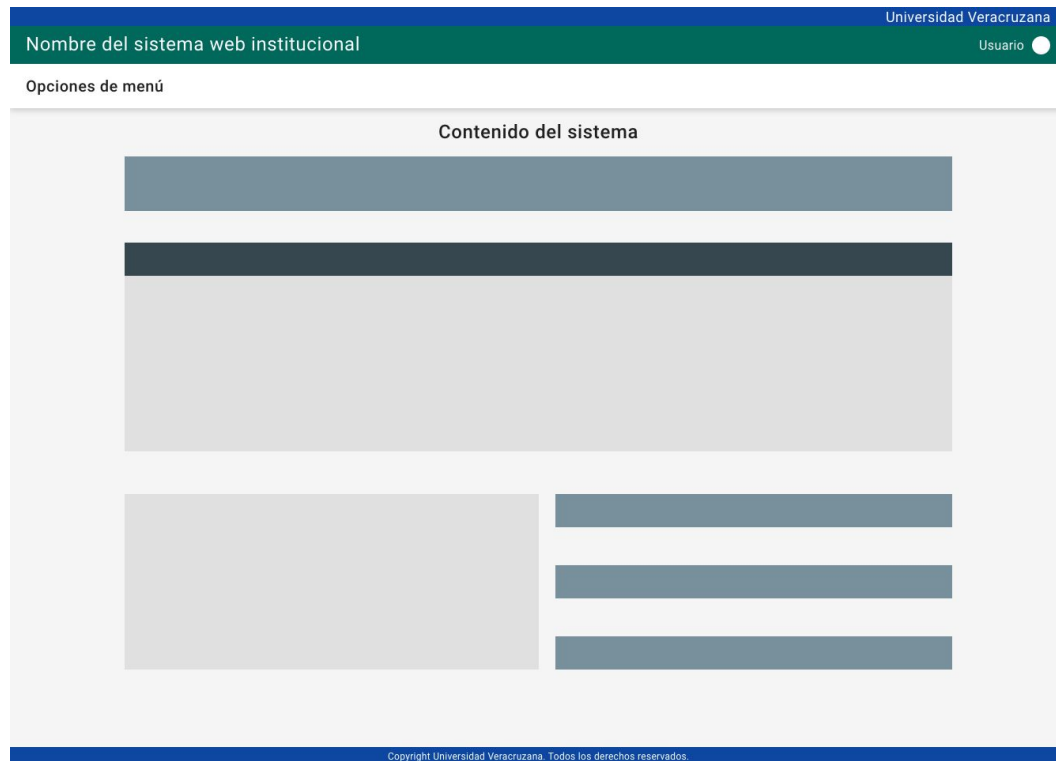 Universidad Veracruzana
Nombre del sistema web institucional
Usuario
Opciones de menú
Contenido del sistema
Copyright Universidad Veracruzana. Todos los derechos reservados.